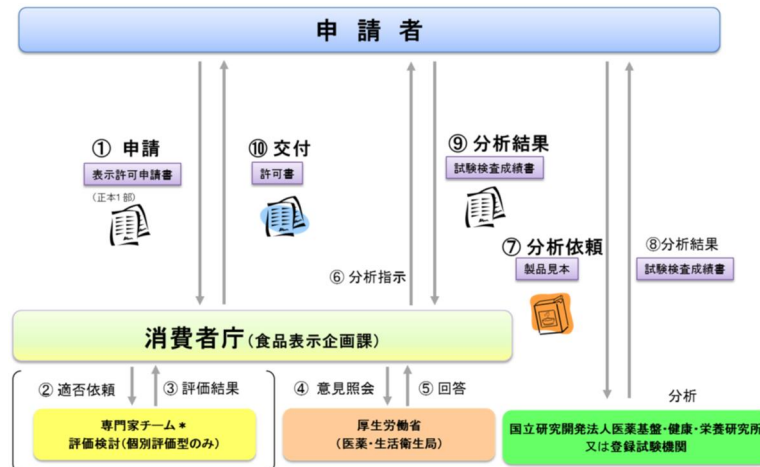 申請者
① 申請
表示許可申請書
(正本1部)
⑩ 交付
許可書
⑨ 分析結果
試験検査成績書
⑥ 分析指示
⑦ 分析依頼
製品見本
⑧分析結果
試験検査成績書
消費者庁(食品表示企画課)
② 適否依頼
③ 評価結果
④ 意見照会
⑤ 回答
分析
専門家チーム*
評価検討(個別評価型のみ)
厚生労働省
(医薬・生活衛生局)
国立研究開発法人医薬基盤・健康・栄養研究所
又は登録試験機関